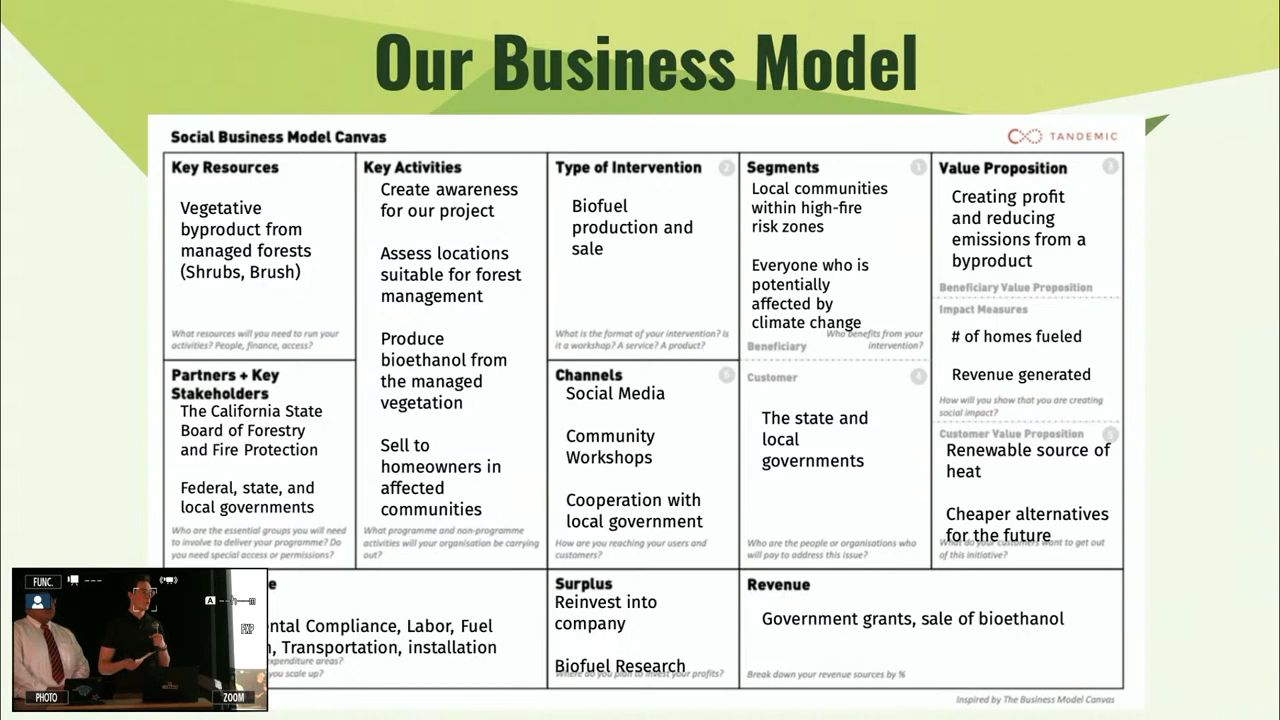 Our Business Model
Social Business Model Canvas
TANDEMIC
Key Resources
Vegetative
byproduct from
managed forests
(Shrubs, Brush)
What resources will you need to run your
activities? People, finance, access?
Partners + Key
Stakeholders
The California State
Board of Forestry
and Fire Protection
Federal, state, and
local governments
Who are the essential groups you will need
to involve to deliver your programme? Do
you need special access or permissions?
Key Activities
Create awareness
for our project
Assess locations
suitable for forest
management
Produce
bioethanol from
the managed
vegetation
Sell to
homeowners in
affected
communities
What programme and non-programme
activities will your organisation be carrying
out?
Type of Intervention 2
Biofuel
production and
sale
What is the format of your intervention? Is
it a workshop? A service? A product?
Channels 6
Social Media
Community
Workshops
Cooperation with
local government
How are you reaching your users and
customers?
Segments 1
Local communities
within high-fire
risk zones
Everyone who is
potentially
affected by
climate change
Who benefits from your
intervention?
Beneficiary
Customer 4
The state and
local
governments
Who are the people or organisations who
will pay to address this issue?
Value Proposition 3
Creating profit
and reducing
emissions from a
byproduct
Beneficiary Value Proposition
Impact Measures
# of homes fueled
Revenue generated
How will you show that you are creating
social impact?
Customer Value Proposition 5
Renewable source of
heat
Cheaper alternatives
for the future
What do your customers want to get out
of this initiative?
ental Compliance, Labor, Fuel
, Transportation, installation
expenditure areas?
you scale up?
Surplus
Reinvest into
company
Biofuel Research
Where do you plan to invest your profits?
Revenue
Government grants, sale of bioethanol
Break down your revenue sources by %
Inspired by The Business Model Canvas
FUNC.
A
EXP
PHOTO
ZOOM